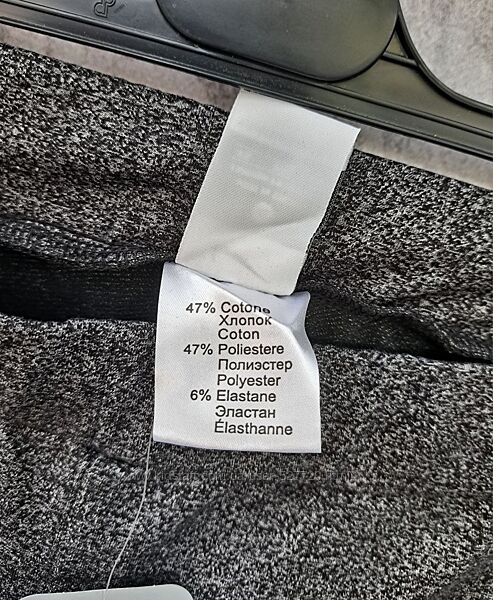 47% Cotone
Хлопок
Coton
47% Poliestere
Полиэстер
Polyester
6% Elastane
Эластан
Élasthanne